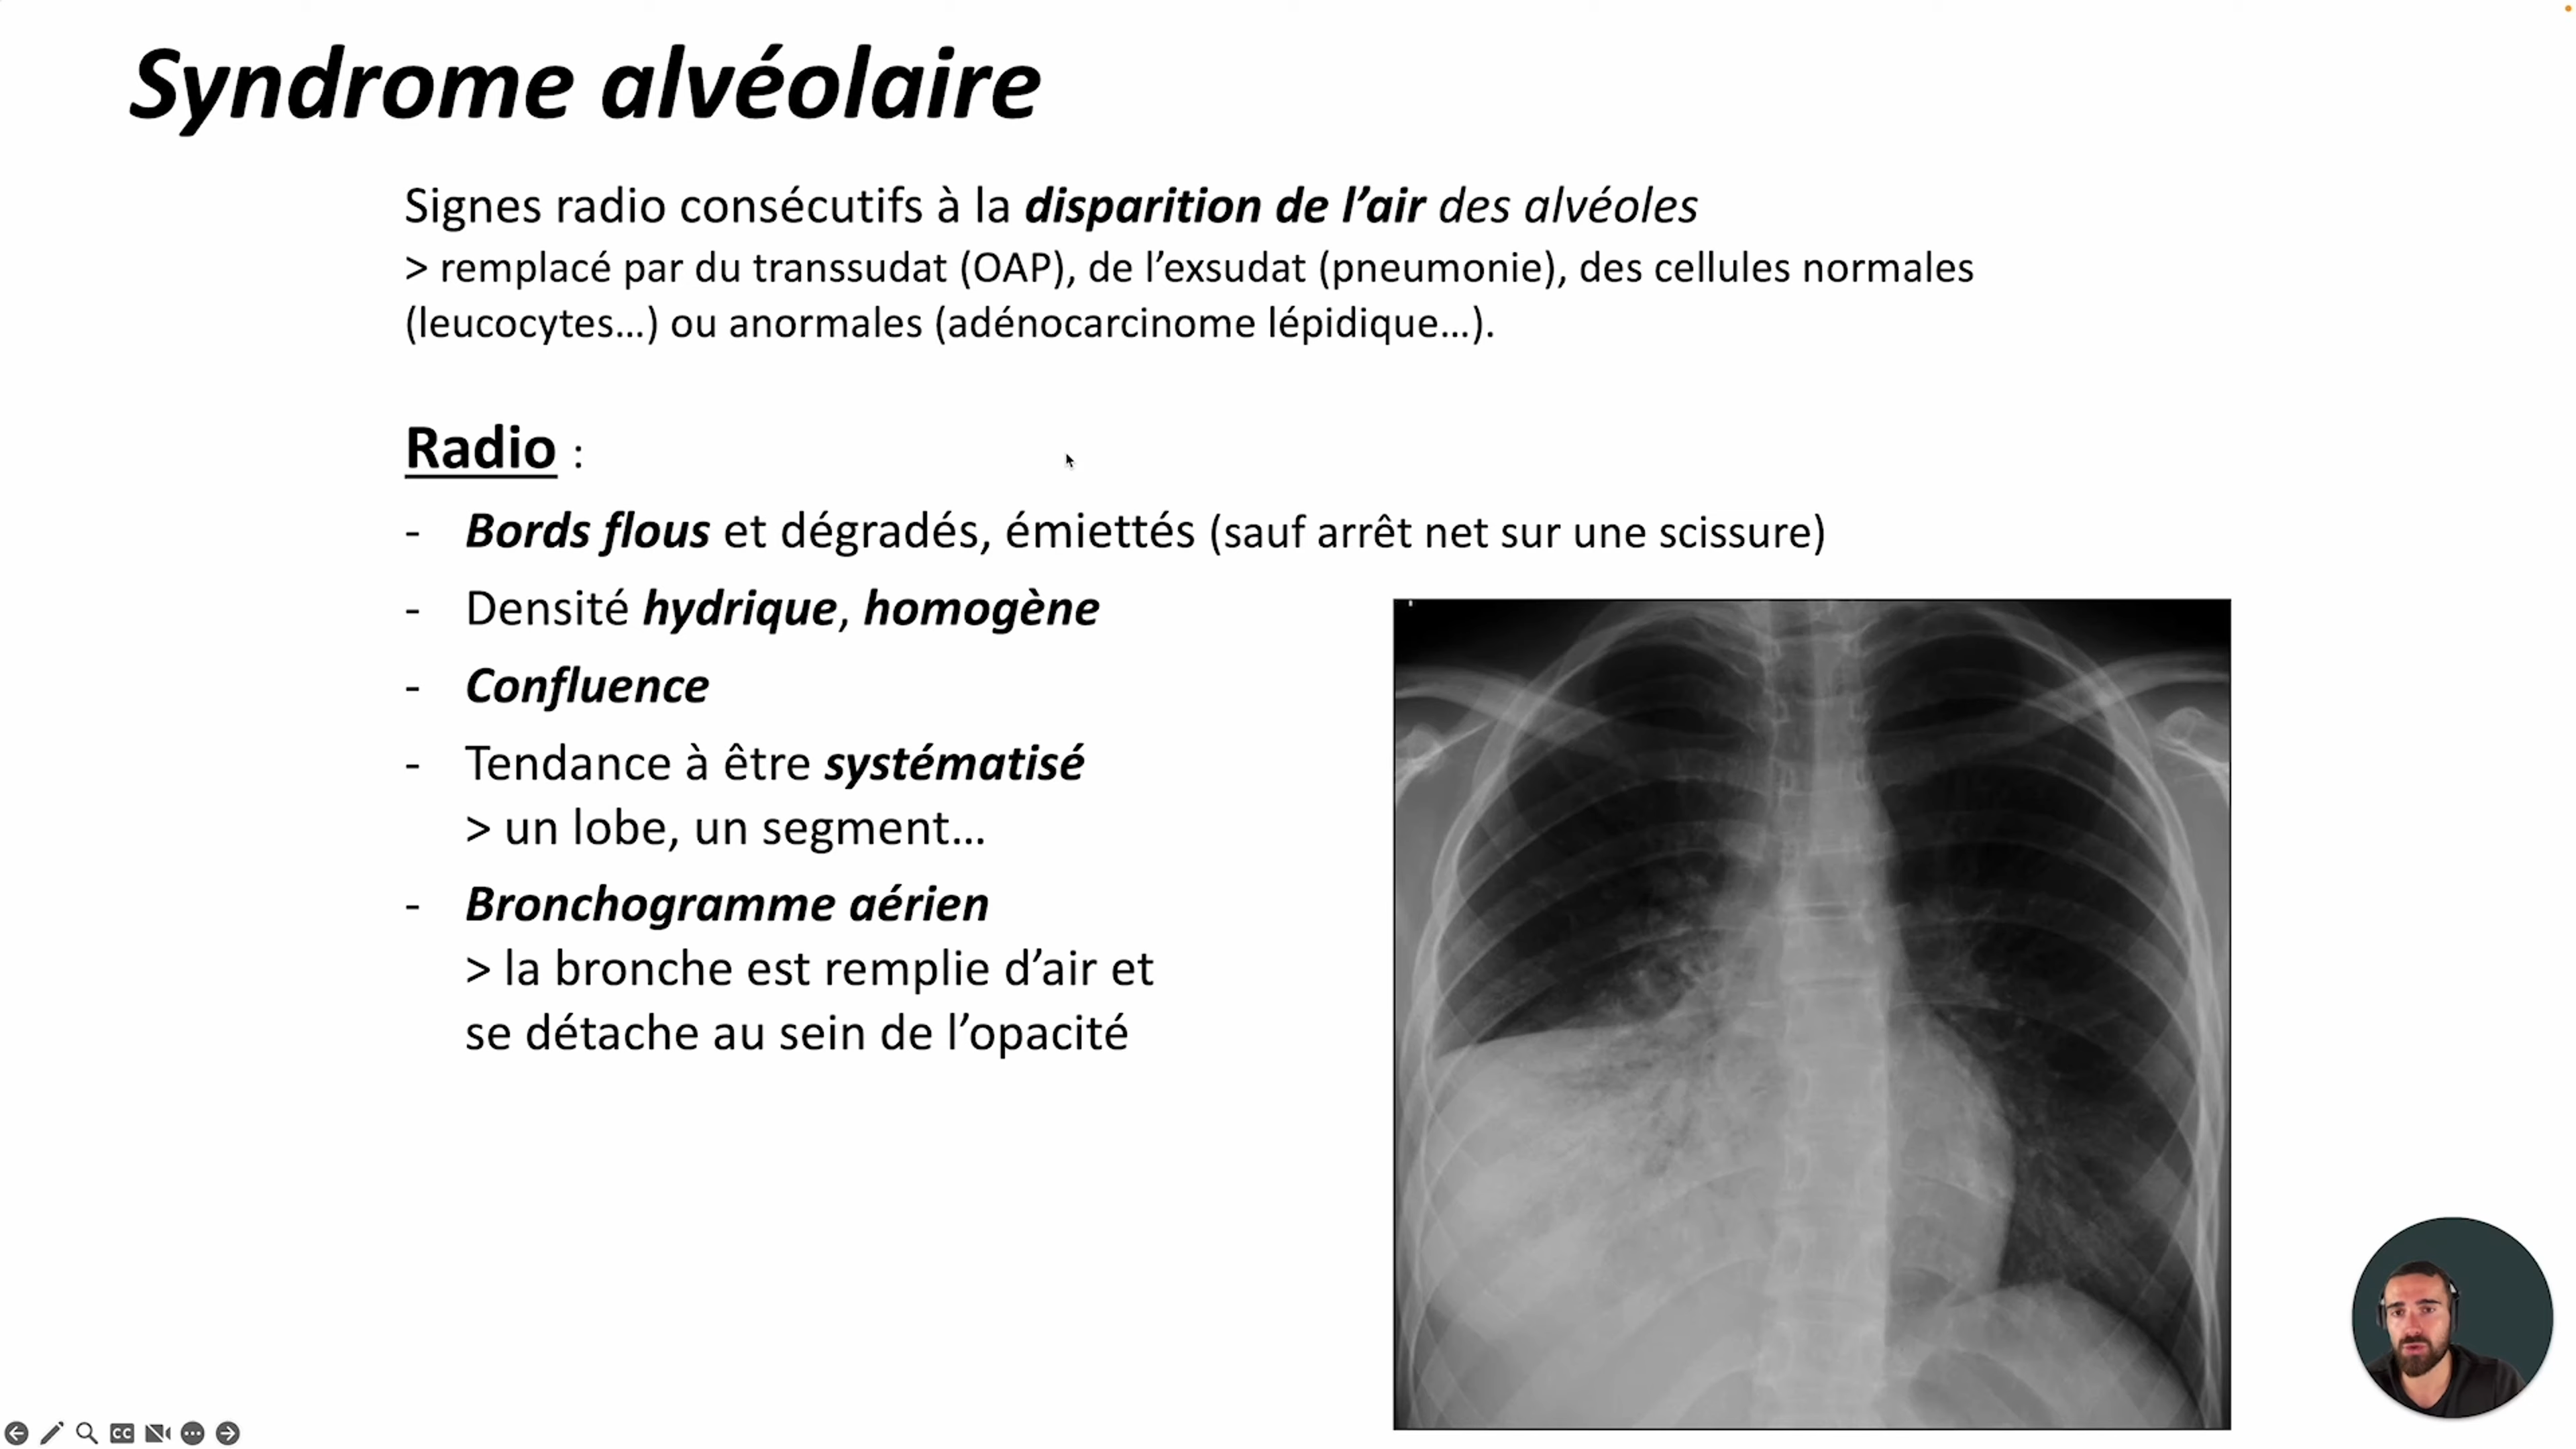 Syndrome alvéolaire
Signes radio consécutifs à la disparition de l’air des alvéoles
> remplacé par du transsudat (OAP), de l’exsudat (pneumonie), des cellules normales
(leucocytes…) ou anormales (adénocarcinome lépidique…).
Radio :
- Bords flous et dégradés, émiettés (sauf arrêt net sur une scissure)
- Densité hydrique, homogène
- Confluence
- Tendance à être systématisé
> un lobe, un segment…
- Bronchogramme aérien
> la bronche est remplie d’air et
se détache au sein de l’opacité
CC